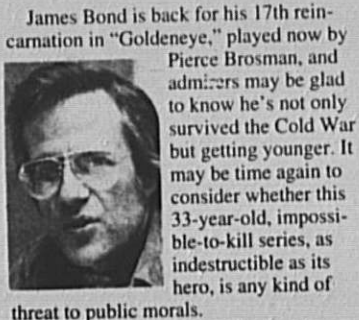 James Bond is back for his 17th rein-
carnation in “Goldeneye,” played now by
Pierce Brosman, and
admirers may be glad
to know he’s not only
survived the Cold War
but getting younger. It
may be time again to
consider whether this
33-year-old, impossi-
ble-to-kill series, as
indestructible as its
hero, is any kind of
threat to public morals.